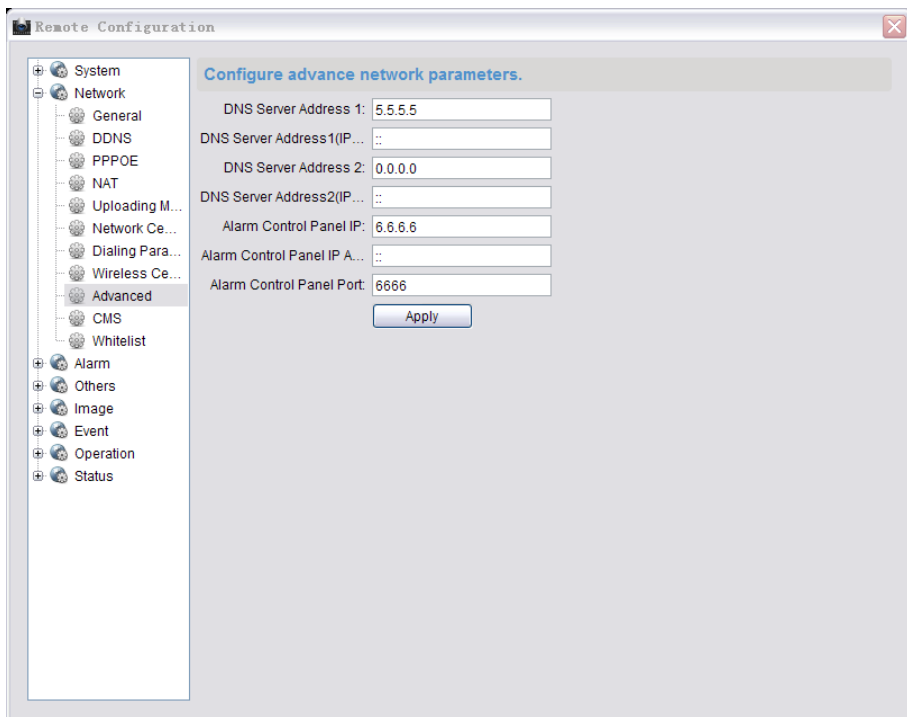 Remote Configuration
System
Network
General
DDNS
PPPOE
NAT
Uploading M...
Network Ce...
Dialing Para...
Wireless Ce...
Advanced
CMS
Whitelist
Alarm
Others
Image
Event
Operation
Status
Configure advance network parameters.
DNS Server Address 1: 5.5.5.5
DNS Server Address1(IP... ::
DNS Server Address 2: 0.0.0.0
DNS Server Address2(IP... ::
Alarm Control Panel IP: 6.6.6.6
Alarm Control Panel IP A... ::
Alarm Control Panel Port: 6666
Apply